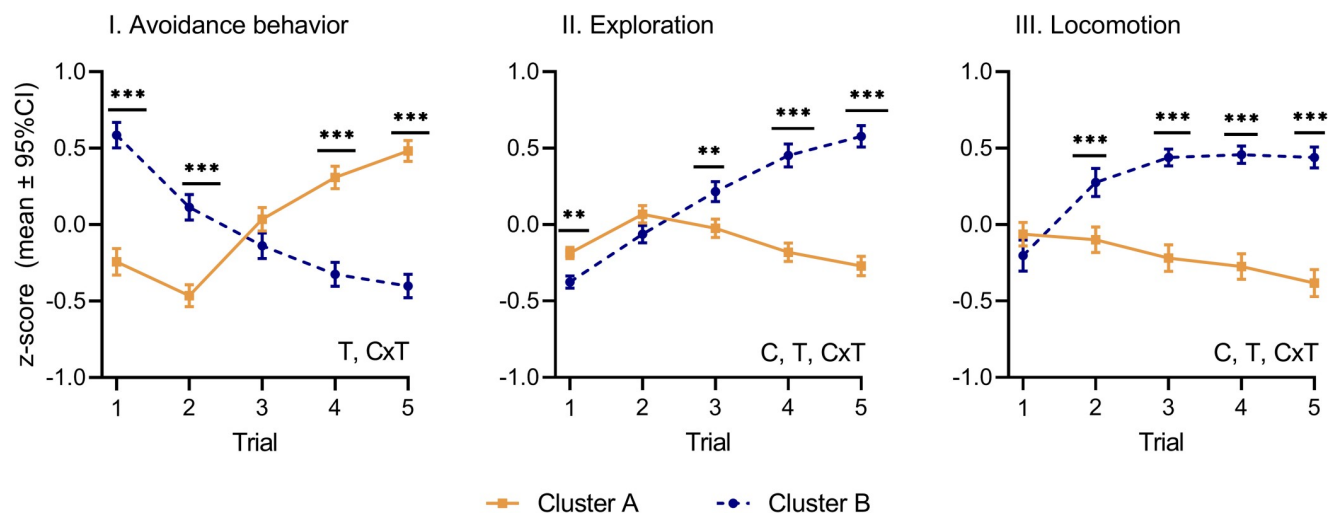 I. Avoidance behavior
II. Exploration
III. Locomotion
z-score (mean ± 95%CI)
1.0
0.5
0.0
-0.5
-1.0
*** *** *** ***
T, CxT
1 2 3 4 5
Trial
1.0
0.5
0.0
-0.5
-1.0
** ** *** ***
C, T, CxT
1 2 3 4 5
Trial
1.0
0.5
0.0
-0.5
-1.0
*** *** *** ***
C, T, CxT
1 2 3 4 5
Trial
Cluster A Cluster B